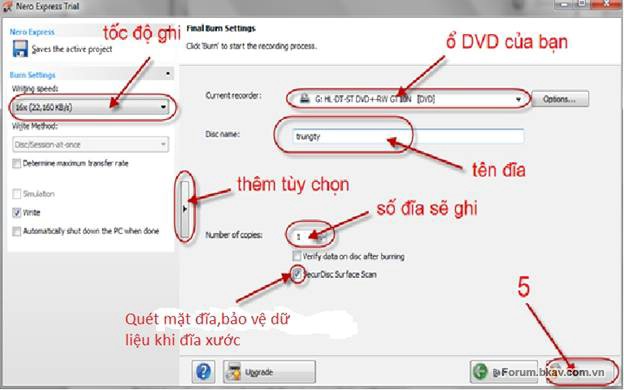 Nero Express Trial
Nero Express
Saves the active project
tốc độ ghi
Burn Settings
Writing speed:
16x (22,160 KB/s)
Write Method:
Disc/Session-at-once
Determine maximum transfer rate
Simulation
Write
Automatically shut down the PC when done
Final Burn Settings
Click 'Burn' to start the recording process.
ổ DVD của bạn
Current recorder:
G: HL-DT-ST DVD+-RW GT10N [DVD]
Options...
Disc name:
trungty
tên đĩa
thêm tùy chọn
số đĩa sẽ ghi
Number of copies:
1
Verify data on disc after burning
SecurDisc Surface Scan
Quét mặt đĩa,bảo vệ dữ
liệu khi đĩa xước
5
Upgrade
Forum.bkav.com.vn